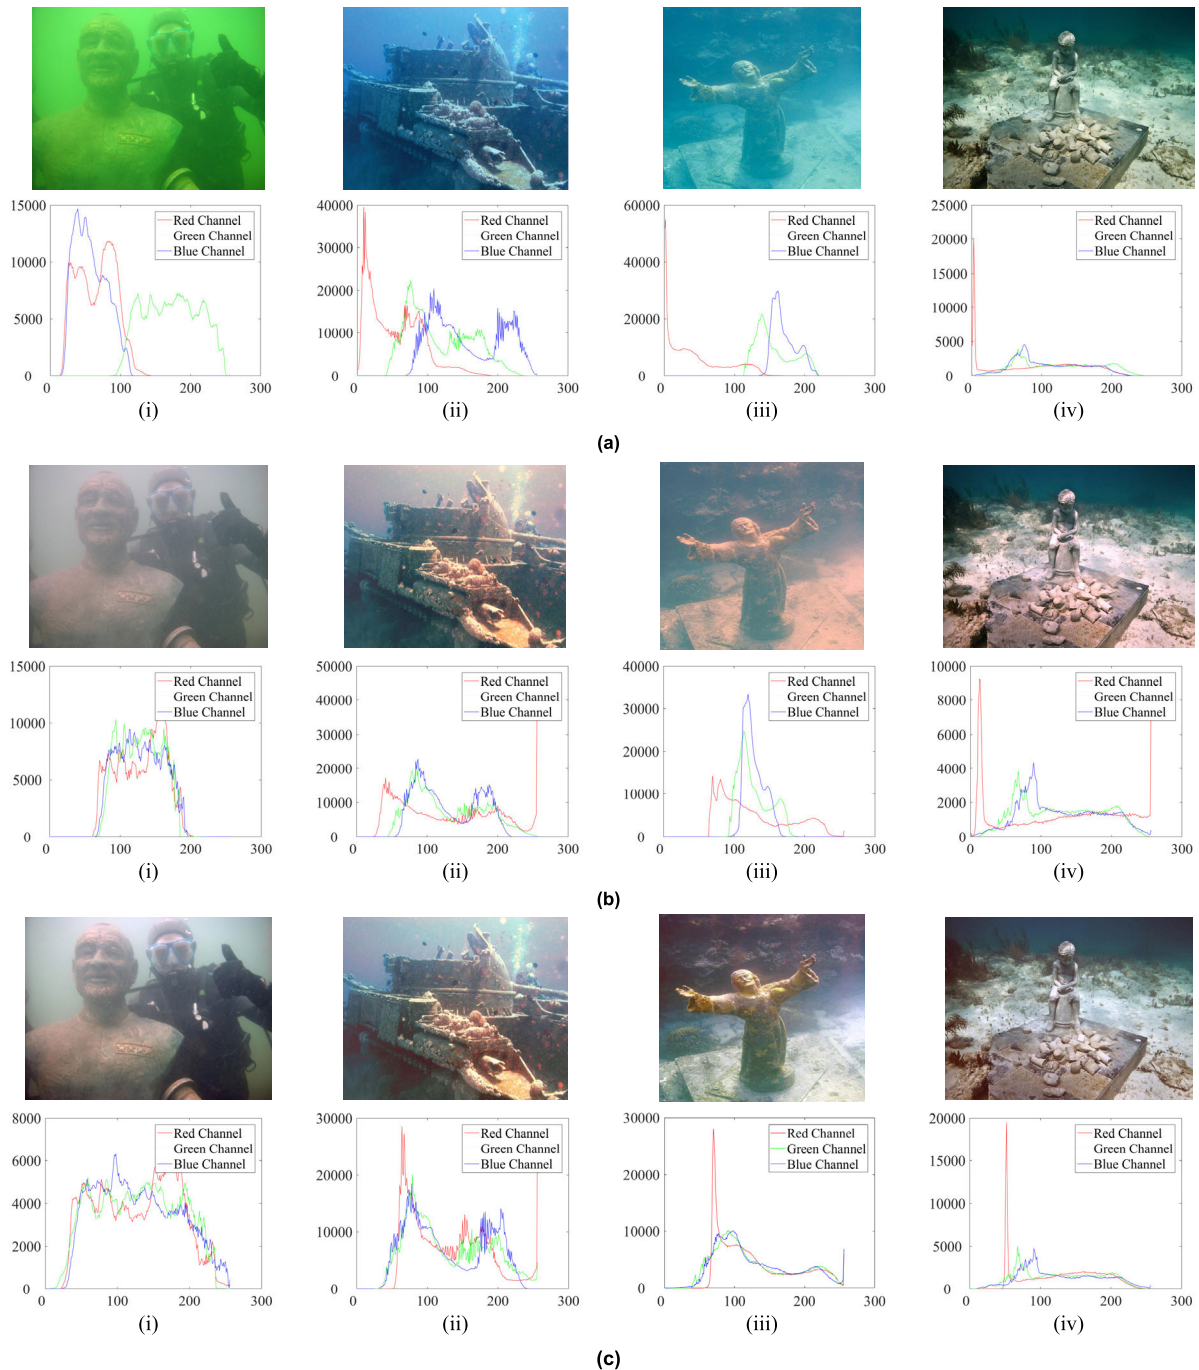 15000
10000
5000
0
0 100 200 300
Red Channel
Green Channel
Blue Channel
(i)
40000
30000
20000
10000
0
0 100 200 300
Red Channel
Green Channel
Blue Channel
(ii)
60000
40000
20000
0
0 100 200 300
Red Channel
Green Channel
Blue Channel
(iii)
25000
20000
15000
10000
5000
0
0 100 200 300
Red Channel
Green Channel
Blue Channel
(iv)
(a)
15000
10000
5000
0
0 100 200 300
Red Channel
Green Channel
Blue Channel
(i)
50000
40000
30000
20000
10000
0
0 100 200 300
Red Channel
Green Channel
Blue Channel
(ii)
40000
30000
20000
10000
0
0 100 200 300
Red Channel
Green Channel
Blue Channel
(iii)
10000
8000
6000
4000
2000
0
0 100 200 300
Red Channel
Green Channel
Blue Channel
(iv)
(b)
8000
6000
4000
2000
0
0 100 200 300
Red Channel
Green Channel
Blue Channel
(i)
30000
20000
10000
0
0 100 200 300
Red Channel
Green Channel
Blue Channel
(ii)
30000
20000
10000
0
0 100 200 300
Red Channel
Green Channel
Blue Channel
(iii)
20000
15000
10000
5000
0
0 100 200 300
Red Channel
Green Channel
Blue Channel
(iv)
(c)